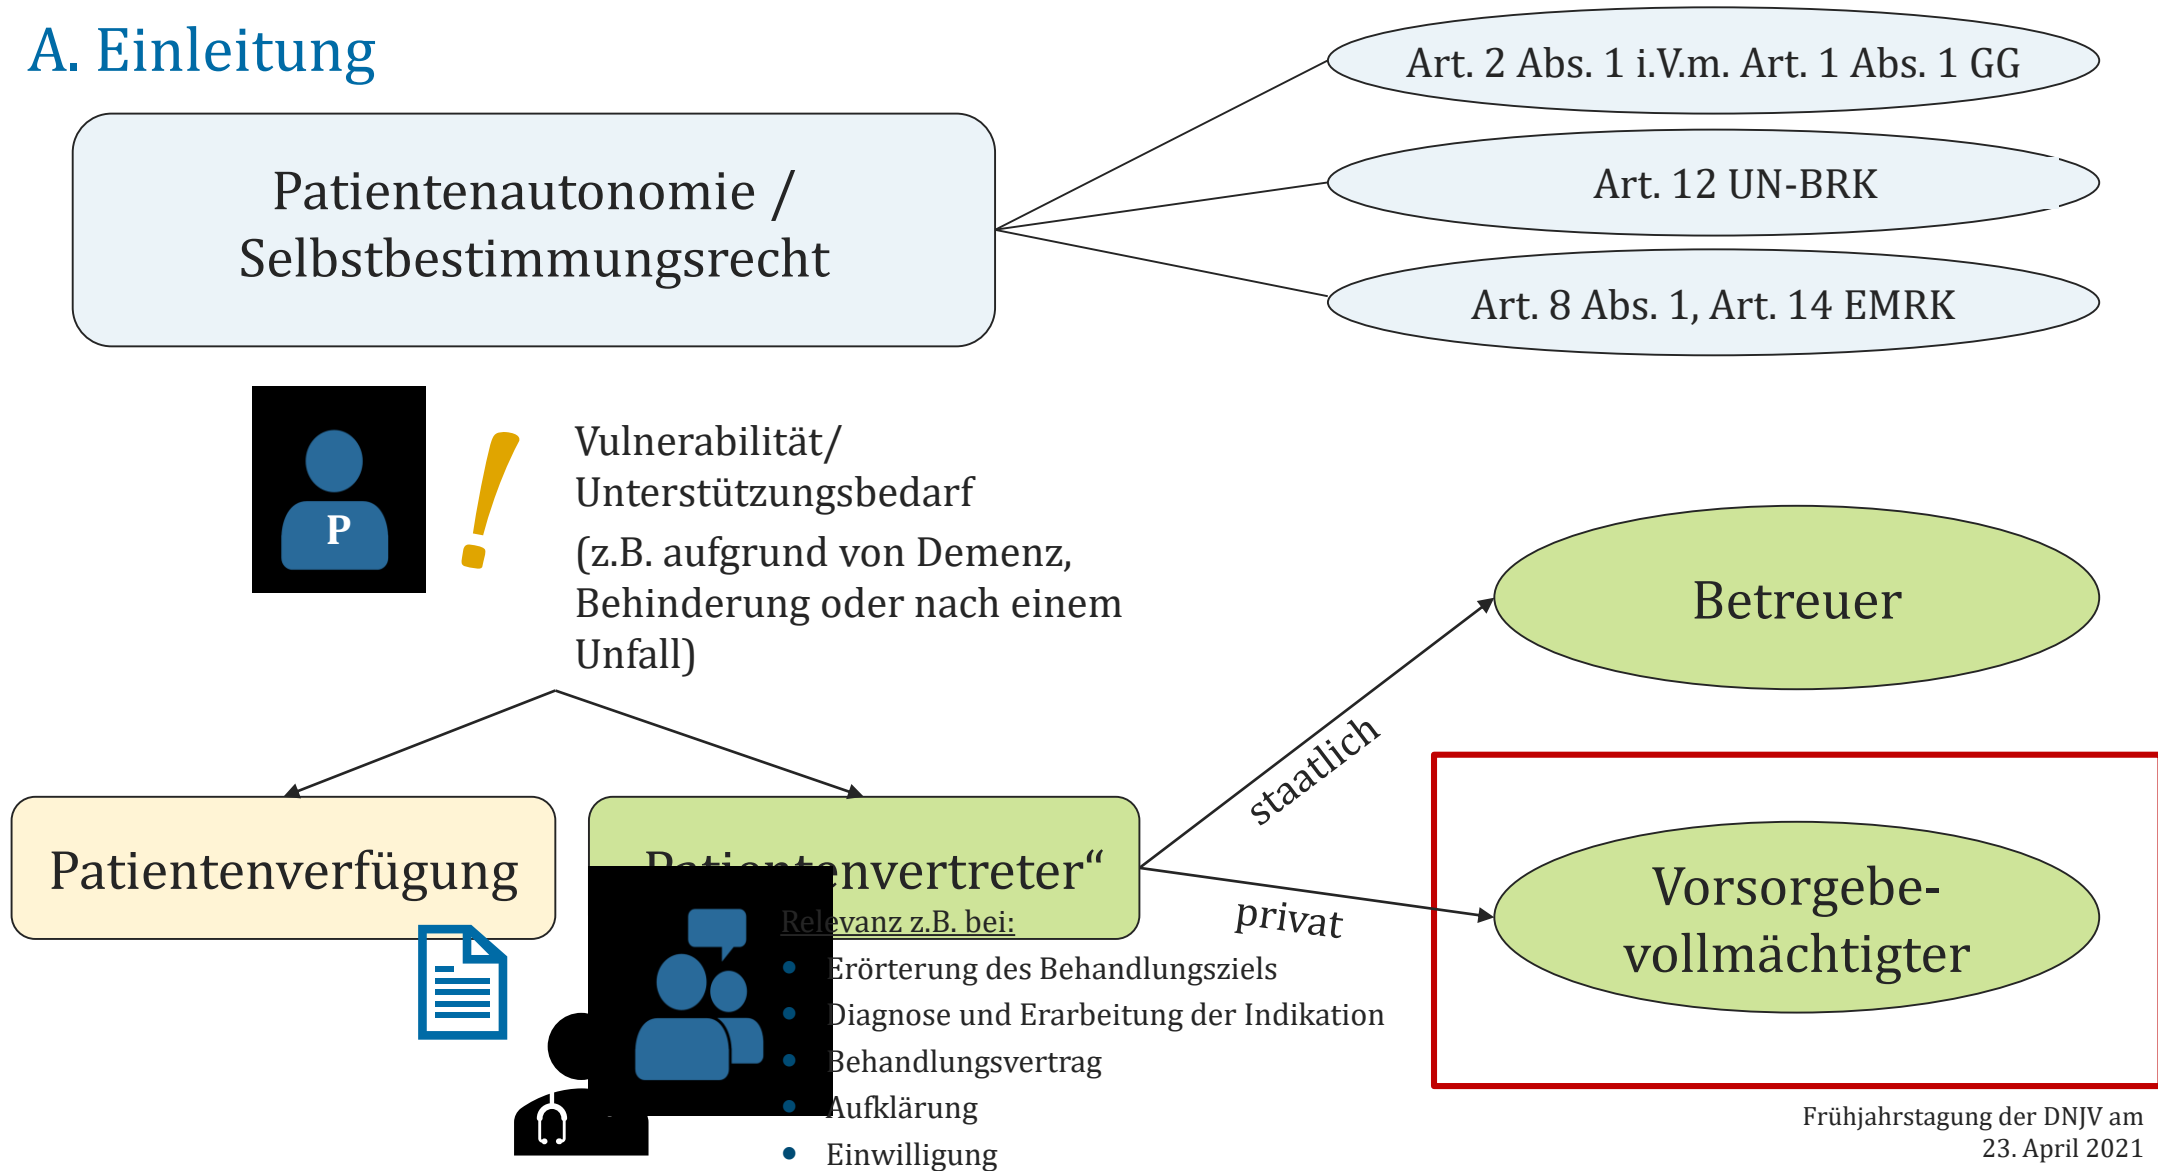 A. Einleitung
Patientenautonomie /
Selbstbestimmungsrecht
Art. 2 Abs. 1 i.V.m. Art. 1 Abs. 1 GG
Art. 12 UN-BRK
Art. 8 Abs. 1, Art. 14 EMRK
P
!
Vulnerabilität/
Unterstützungsbedarf
(z.B. aufgrund von Demenz,
Behinderung oder nach einem
Unfall)
Patientenverfügung
Patientenvertreter“
staatlich
privat
Betreuer
Vorsorgebe-
vollmächtigter
Relevanz z.B. bei:
• Erörterung des Behandlungsziels
• Diagnose und Erarbeitung der Indikation
• Behandlungsvertrag
• Aufklärung
• Einwilligung
Frühjahrstagung der DNJV am
23. April 2021